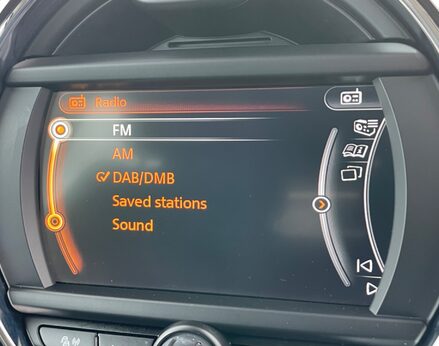 Radio
FM
AM
DAB/DMB
Saved stations
Sound